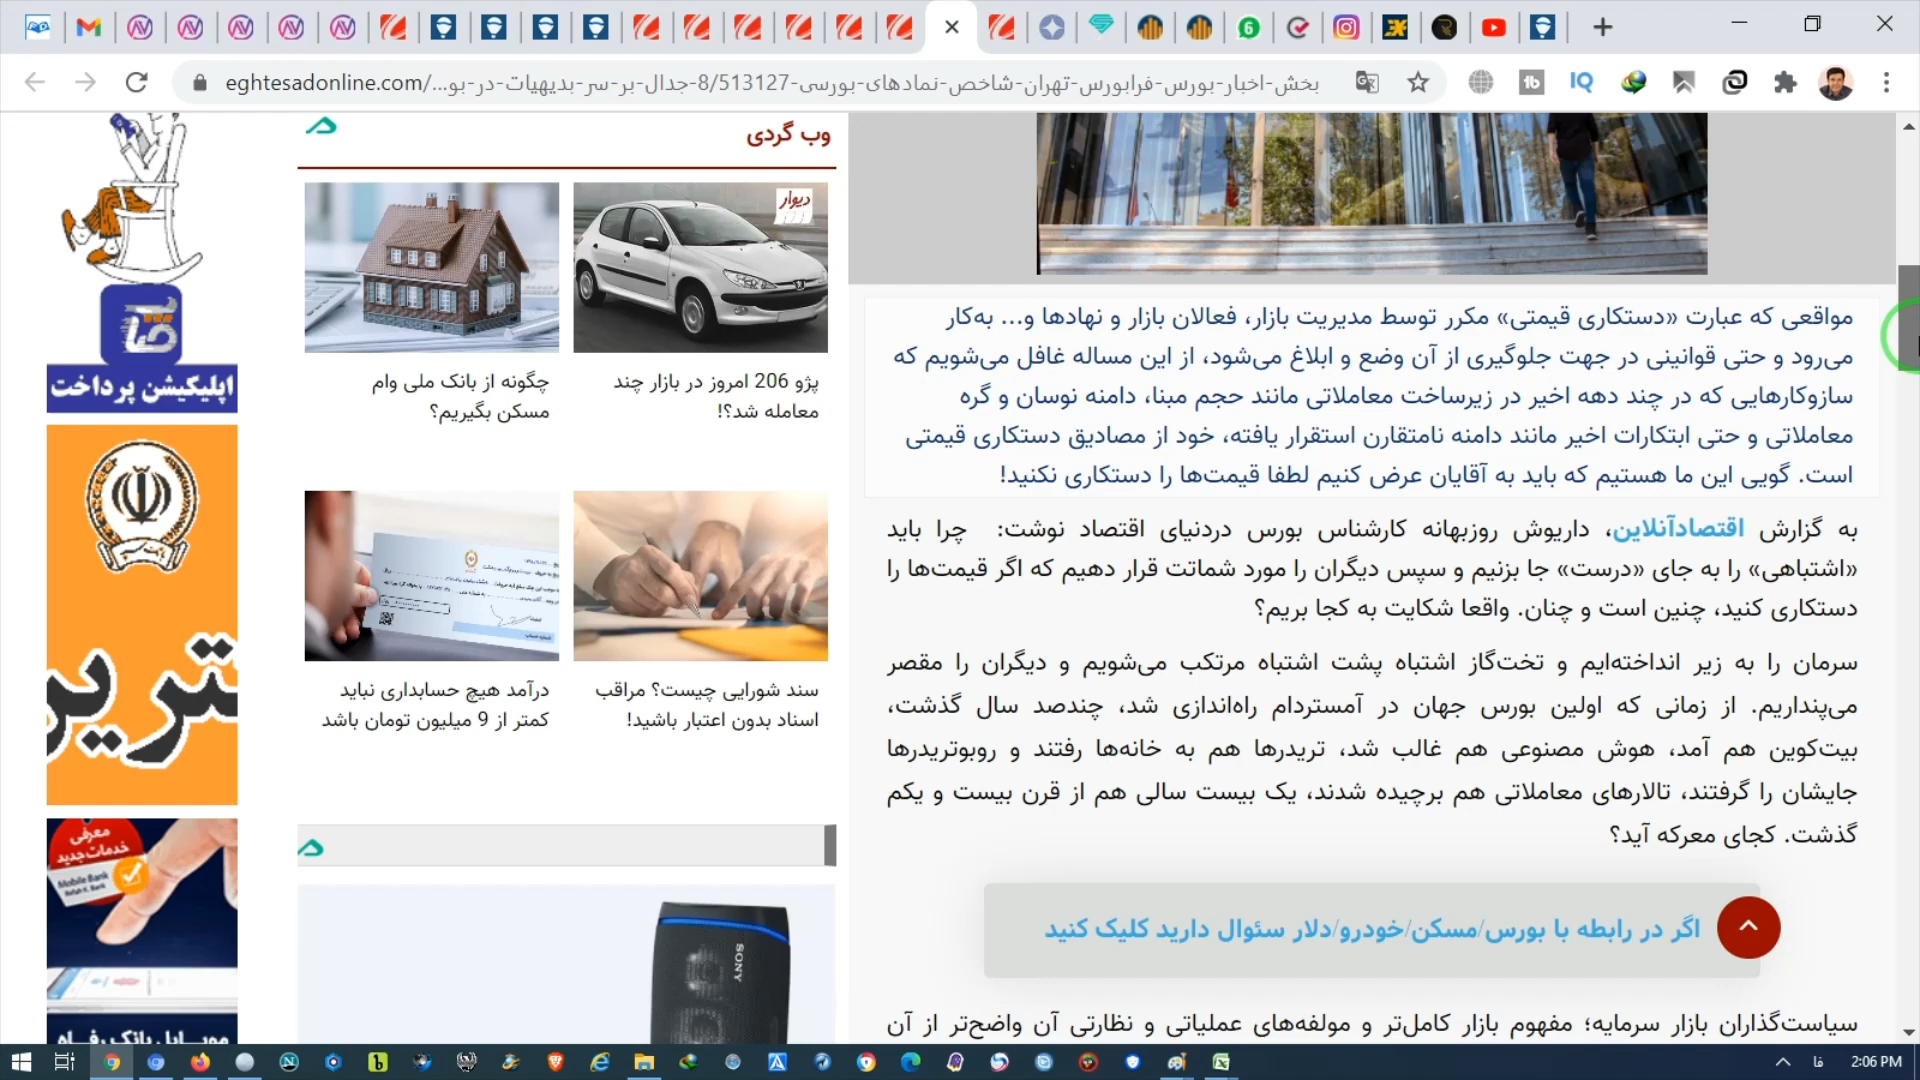 6
eghtesadonline.com/بخش-اخبار-بورس-فرابورس-تهران-شاخص-نمادهای-بورسی-8/513127-جدال-بر-سر-بدیهیات-در-بو...
tb
IQ
اپلیکیشن پرداخت
معرفی
خدمات جدید
Mobile Bank
وب گردی
دیوار
چگونه از بانک ملی وام
مسکن بگیریم؟
پژو 206 امروز در بازار چند
معامله شد؟!
درآمد هیچ حسابداری نباید
کمتر از 9 میلیون تومان باشد
سند شورایی چیست؟ مراقب
اسناد بدون اعتبار باشید!
SONY
مواقعی که عبارت «دستکاری قیمتی» مکرر توسط مدیریت بازار، فعالان بازار و نهادها و... به‌کار
می‌رود و حتی قوانینی در جهت جلوگیری از آن وضع و ابلاغ می‌شود، از این مساله غافل می‌شویم که
سازوکارهایی که در چند دهه اخیر در زیرساخت معاملاتی مانند حجم مبنا، دامنه نوسان و گره
معاملاتی و حتی ابتکارات اخیر مانند دامنه نامتقارن استقرار یافته، خود از مصادیق دستکاری قیمتی
است. گویی این ما هستیم که باید به آقایان عرض کنیم لطفا قیمت‌ها را دستکاری نکنید!
به گزارش اقتصادآنلاین، داریوش روزبهانه کارشناس بورس دردنیای اقتصاد نوشت: چرا باید
«اشتباهی» را به جای «درست» جا بزنیم و سپس دیگران را مورد شماتت قرار دهیم که اگر قیمت‌ها را
دستکاری کنید، چنین است و چنان. واقعا شکایت به کجا بریم؟
سرمان را به زیر انداخته‌ایم و تخت‌گاز اشتباه پشت اشتباه مرتکب می‌شویم و دیگران را مقصر
می‌پنداریم. از زمانی که اولین بورس جهان در آمستردام راه‌اندازی شد، چندصد سال گذشت،
بیت‌کوین هم آمد، هوش مصنوعی هم غالب شد، تریدرها هم به خانه‌ها رفتند و روبوتریدرها
جایشان را گرفتند، تالارهای معاملاتی هم برچیده شدند، یک بیست سالی هم از قرن بیست و یکم
گذشت. کجای معرکه آید؟
اگر در رابطه با بورس/مسکن/خودرو/دلار سئوال دارید کلیک کنید
سیاست‌گذاران بازار سرمایه؛ مفهوم بازار کامل‌تر و مولفه‌های عملیاتی و نظارتی آن واضح‌تر از آن
فا
2:06 PM